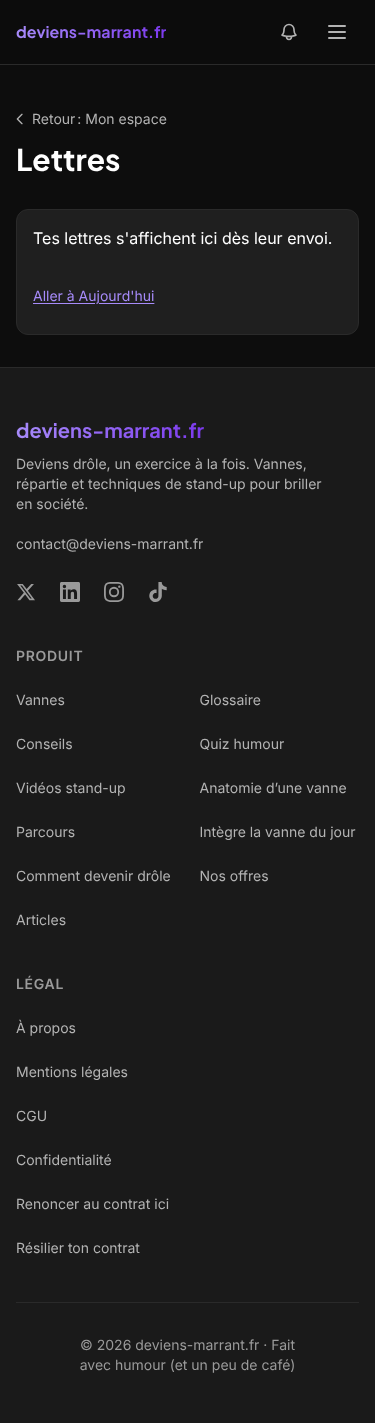 deviens-marrant.fr
Retour : Mon espace
Lettres
Tes lettres s'affichent ici dès leur envoi.
Aller à Aujourd'hui
deviens-marrant.fr
Deviens drôle, un exercice à la fois. Vannes,
répartie et techniques de stand-up pour briller
en société.
contact@deviens-marrant.fr
PRODUIT
Vannes
Glossaire
Conseils
Quiz humour
Vidéos stand-up
Anatomie d’une vanne
Parcours
Intègre la vanne du jour
Comment devenir drôle
Nos offres
Articles
LÉGAL
À propos
Mentions légales
CGU
Confidentialité
Renoncer au contrat ici
Résilier ton contrat
© 2026 deviens-marrant.fr · Fait
avec humour (et un peu de café)